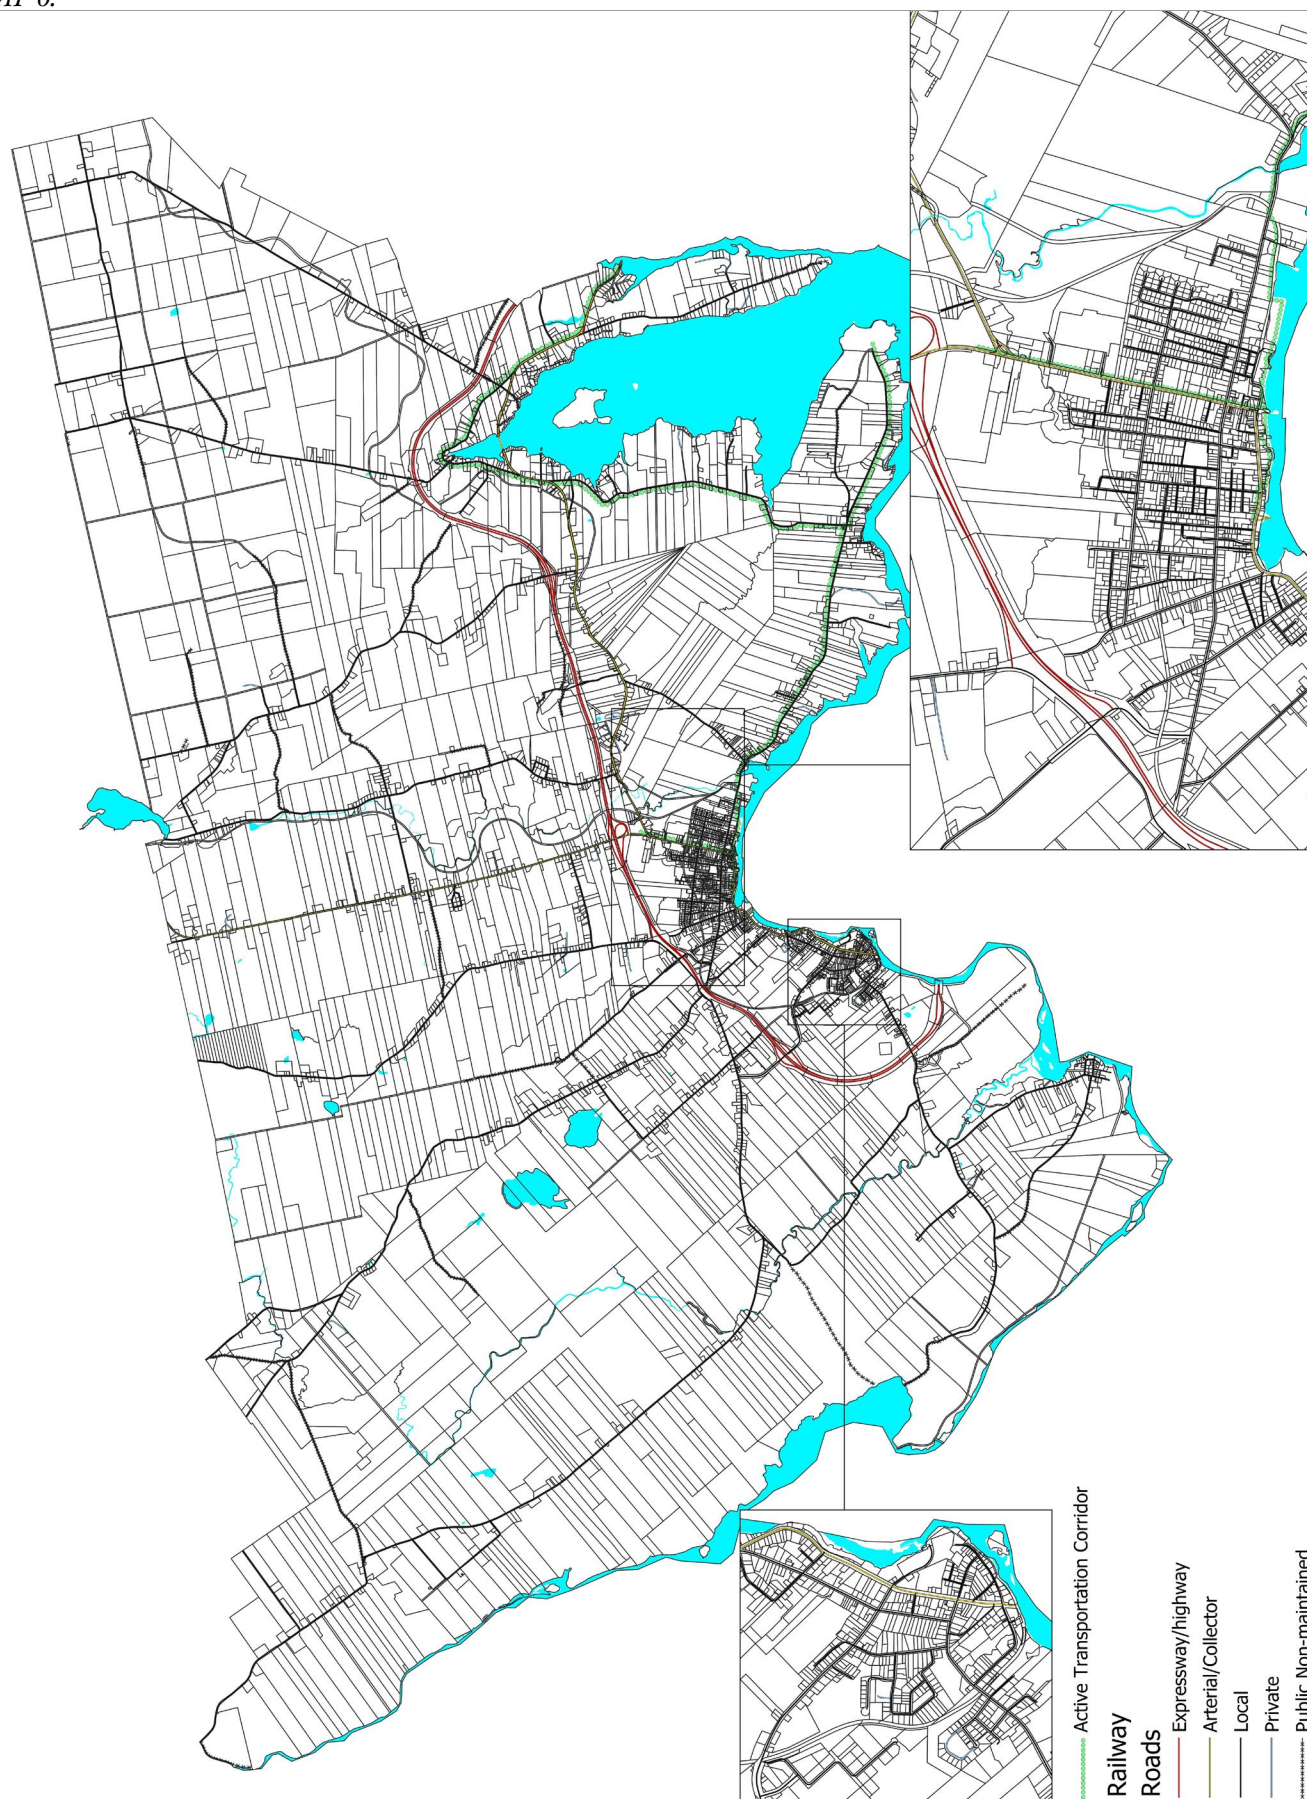 Active Transportation Corridor
Railway
Roads
Expressway/highway
Arterial/Collector
Local
Private
Public Non-maintained